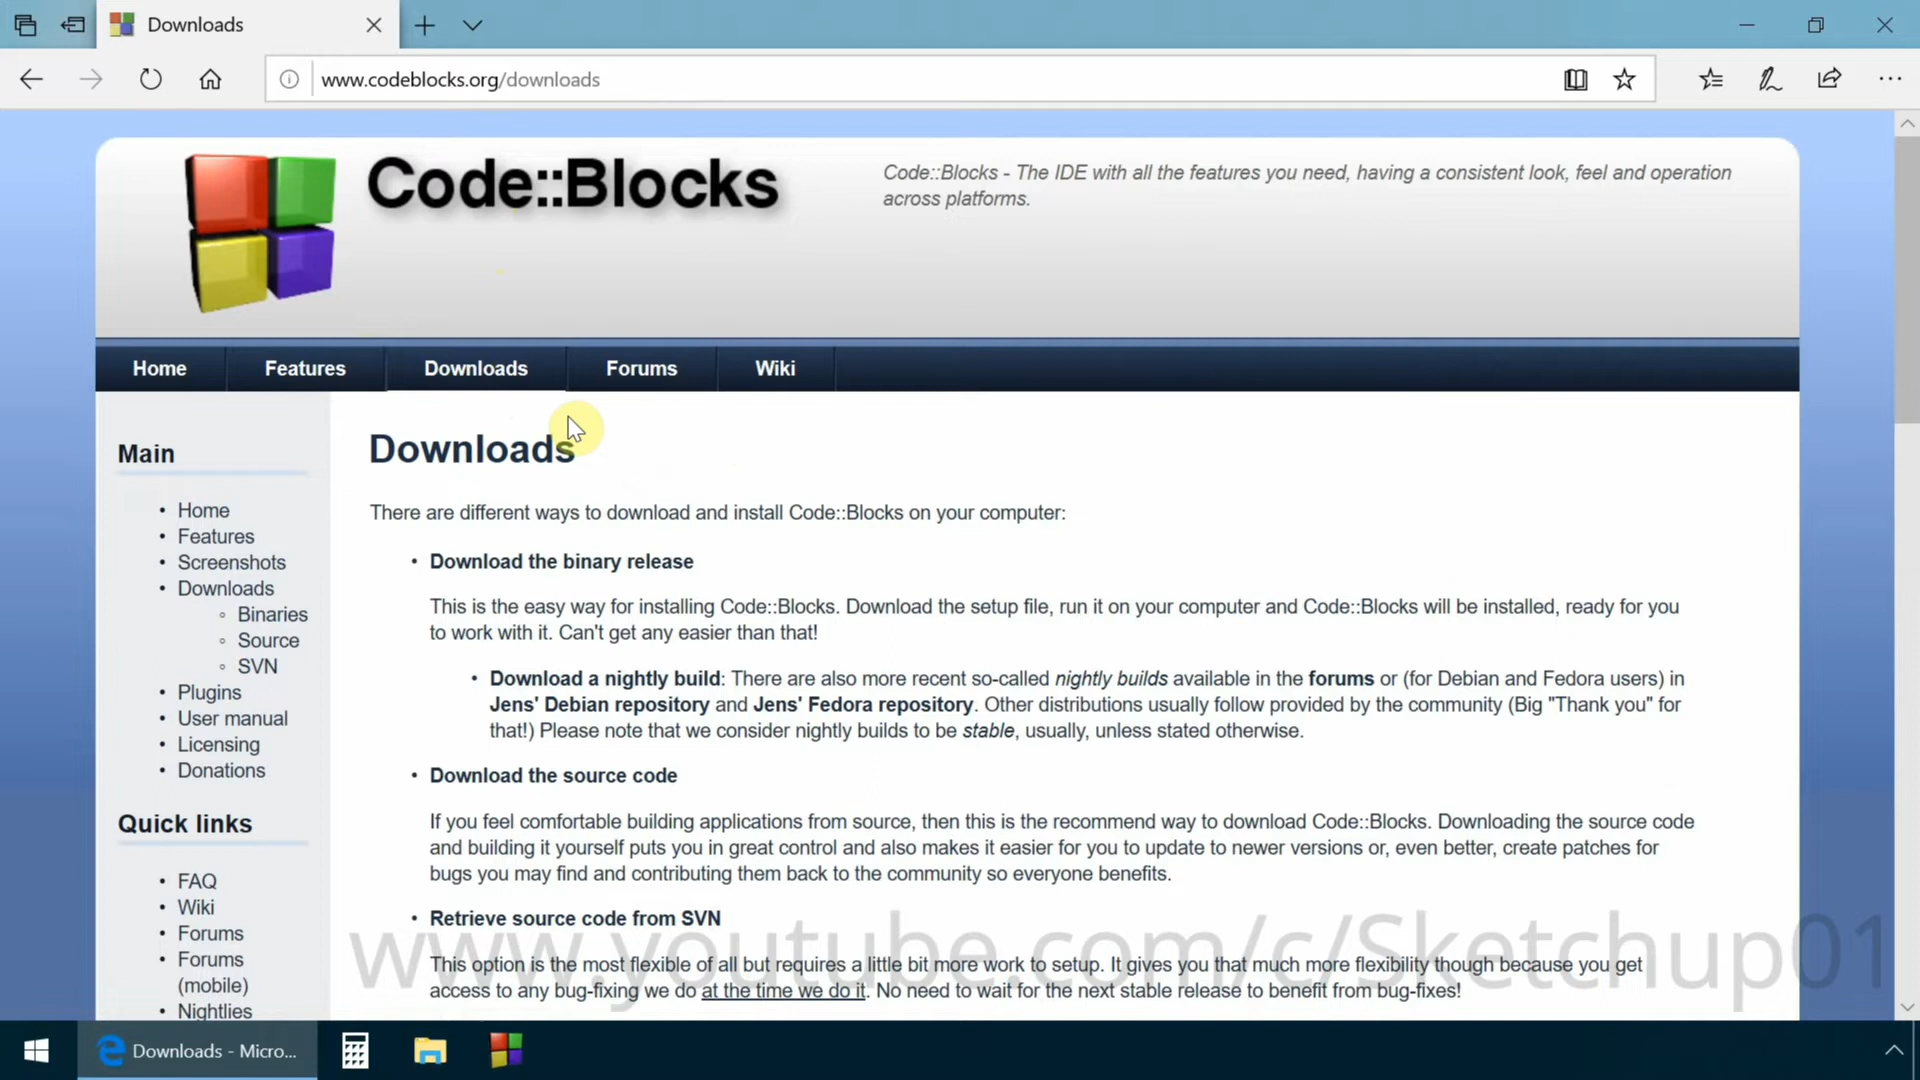 Downloads
www.codeblocks.org/downloads
Code::Blocks
Code::Blocks - The IDE with all the features you need, having a consistent look, feel and operation
across platforms.
Home Features Downloads Forums Wiki
Main
• Home
• Features
• Screenshots
• Downloads
◦ Binaries
◦ Source
◦ SVN
• Plugins
• User manual
• Licensing
• Donations
Quick links
• FAQ
• Wiki
• Forums
• Forums
(mobile)
• Nightlies
Downloads
There are different ways to download and install Code::Blocks on your computer:
• Download the binary release
This is the easy way for installing Code::Blocks. Download the setup file, run it on your computer and Code::Blocks will be installed, ready for you
to work with it. Can't get any easier than that!
• Download a nightly build: There are also more recent so-called nightly builds available in the forums or (for Debian and Fedora users) in
Jens' Debian repository and Jens' Fedora repository. Other distributions usually follow provided by the community (Big "Thank you" for
that!) Please note that we consider nightly builds to be stable, usually, unless stated otherwise.
• Download the source code
If you feel comfortable building applications from source, then this is the recommend way to download Code::Blocks. Downloading the source code
and building it yourself puts you in great control and also makes it easier for you to update to newer versions or, even better, create patches for
bugs you may find and contributing them back to the community so everyone benefits.
• Retrieve source code from SVN
This option is the most flexible of all but requires a little bit more work to setup. It gives you that much more flexibility though because you get
access to any bug-fixing we do at the time we do it. No need to wait for the next stable release to benefit from bug-fixes!
www.youtube.com/c/Sketchup01
Downloads - Micro...